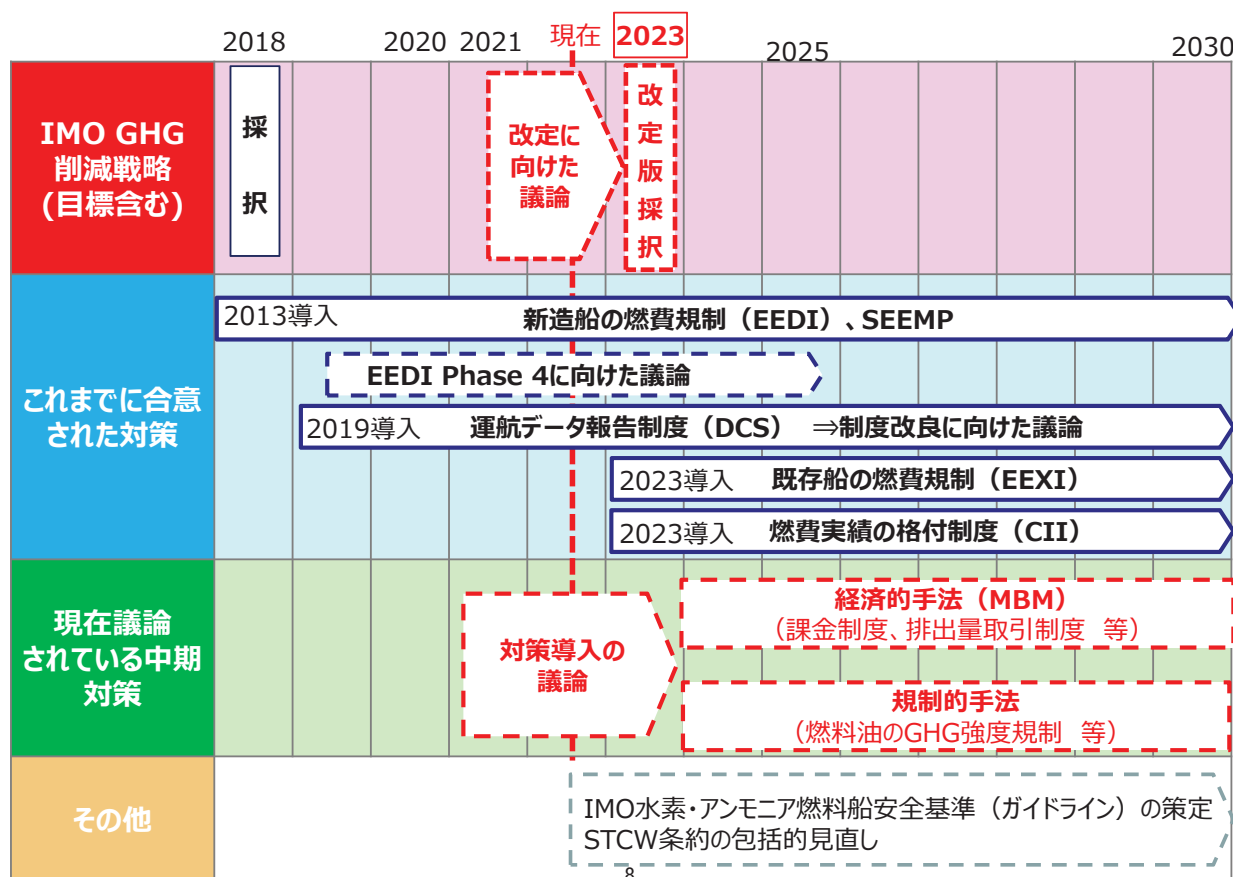 2018
2020
2021
現在
2023
2025
2030
IMO GHG
削減戦略
(目標含む)
採択
改定に
向けた
議論
改定版採択
これまでに合意
された対策
2013導入
新造船の燃費規制（EEDI）、SEEMP
EEDI Phase 4に向けた議論
2019導入
運航データ報告制度（DCS） ⇒制度改良に向けた議論
2023導入
既存船の燃費規制（EEXI）
2023導入
燃費実績の格付制度（CII）
現在議論
されている中期
対策
対策導入の
議論
経済的手法（MBM）
（課金制度、排出量取引制度 等）
規制的手法
（燃料油のGHG強度規制 等）
その他
IMO水素・アンモニア燃料船安全基準（ガイドライン）の策定
STCW条約の包括的見直し
8